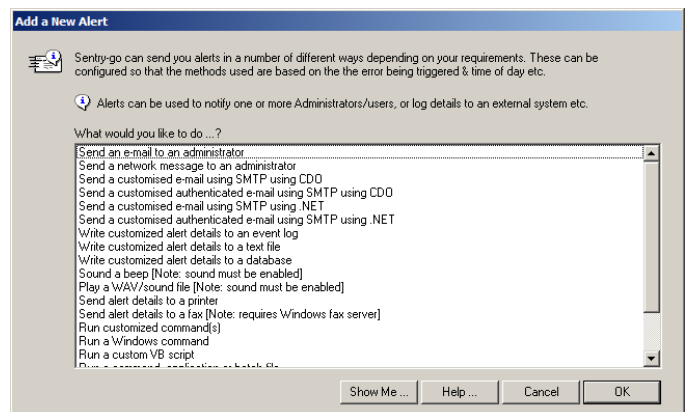 Add a New Alert
Sentry-go can send you alerts in a number of different ways depending on your requirements. These can be
configured so that the methods used are based on the the error being triggered & time of day etc.
Alerts can be used to notify one or more Administrators/users, or log details to an external system etc.
What would you like to do ...?
Send an e-mail to an administrator
Send a network message to an administrator
Send a customised e-mail using SMTP using CDO
Send a customised authenticated e-mail using SMTP using CDO
Send a customised e-mail using SMTP using .NET
Send a customised authenticated e-mail using SMTP using .NET
Write customized alert details to an event log
Write customized alert details to a text file
Write customized alert details to a database
Sound a beep [Note: sound must be enabled]
Play a WAV/sound file [Note: sound must be enabled]
Send alert details to a printer
Send alert details to a fax [Note: requires Windows fax server]
Run customized command(s)
Run a Windows command
Run a custom VB script
Run a command, application or batch file
Show Me ... Help ... Cancel OK